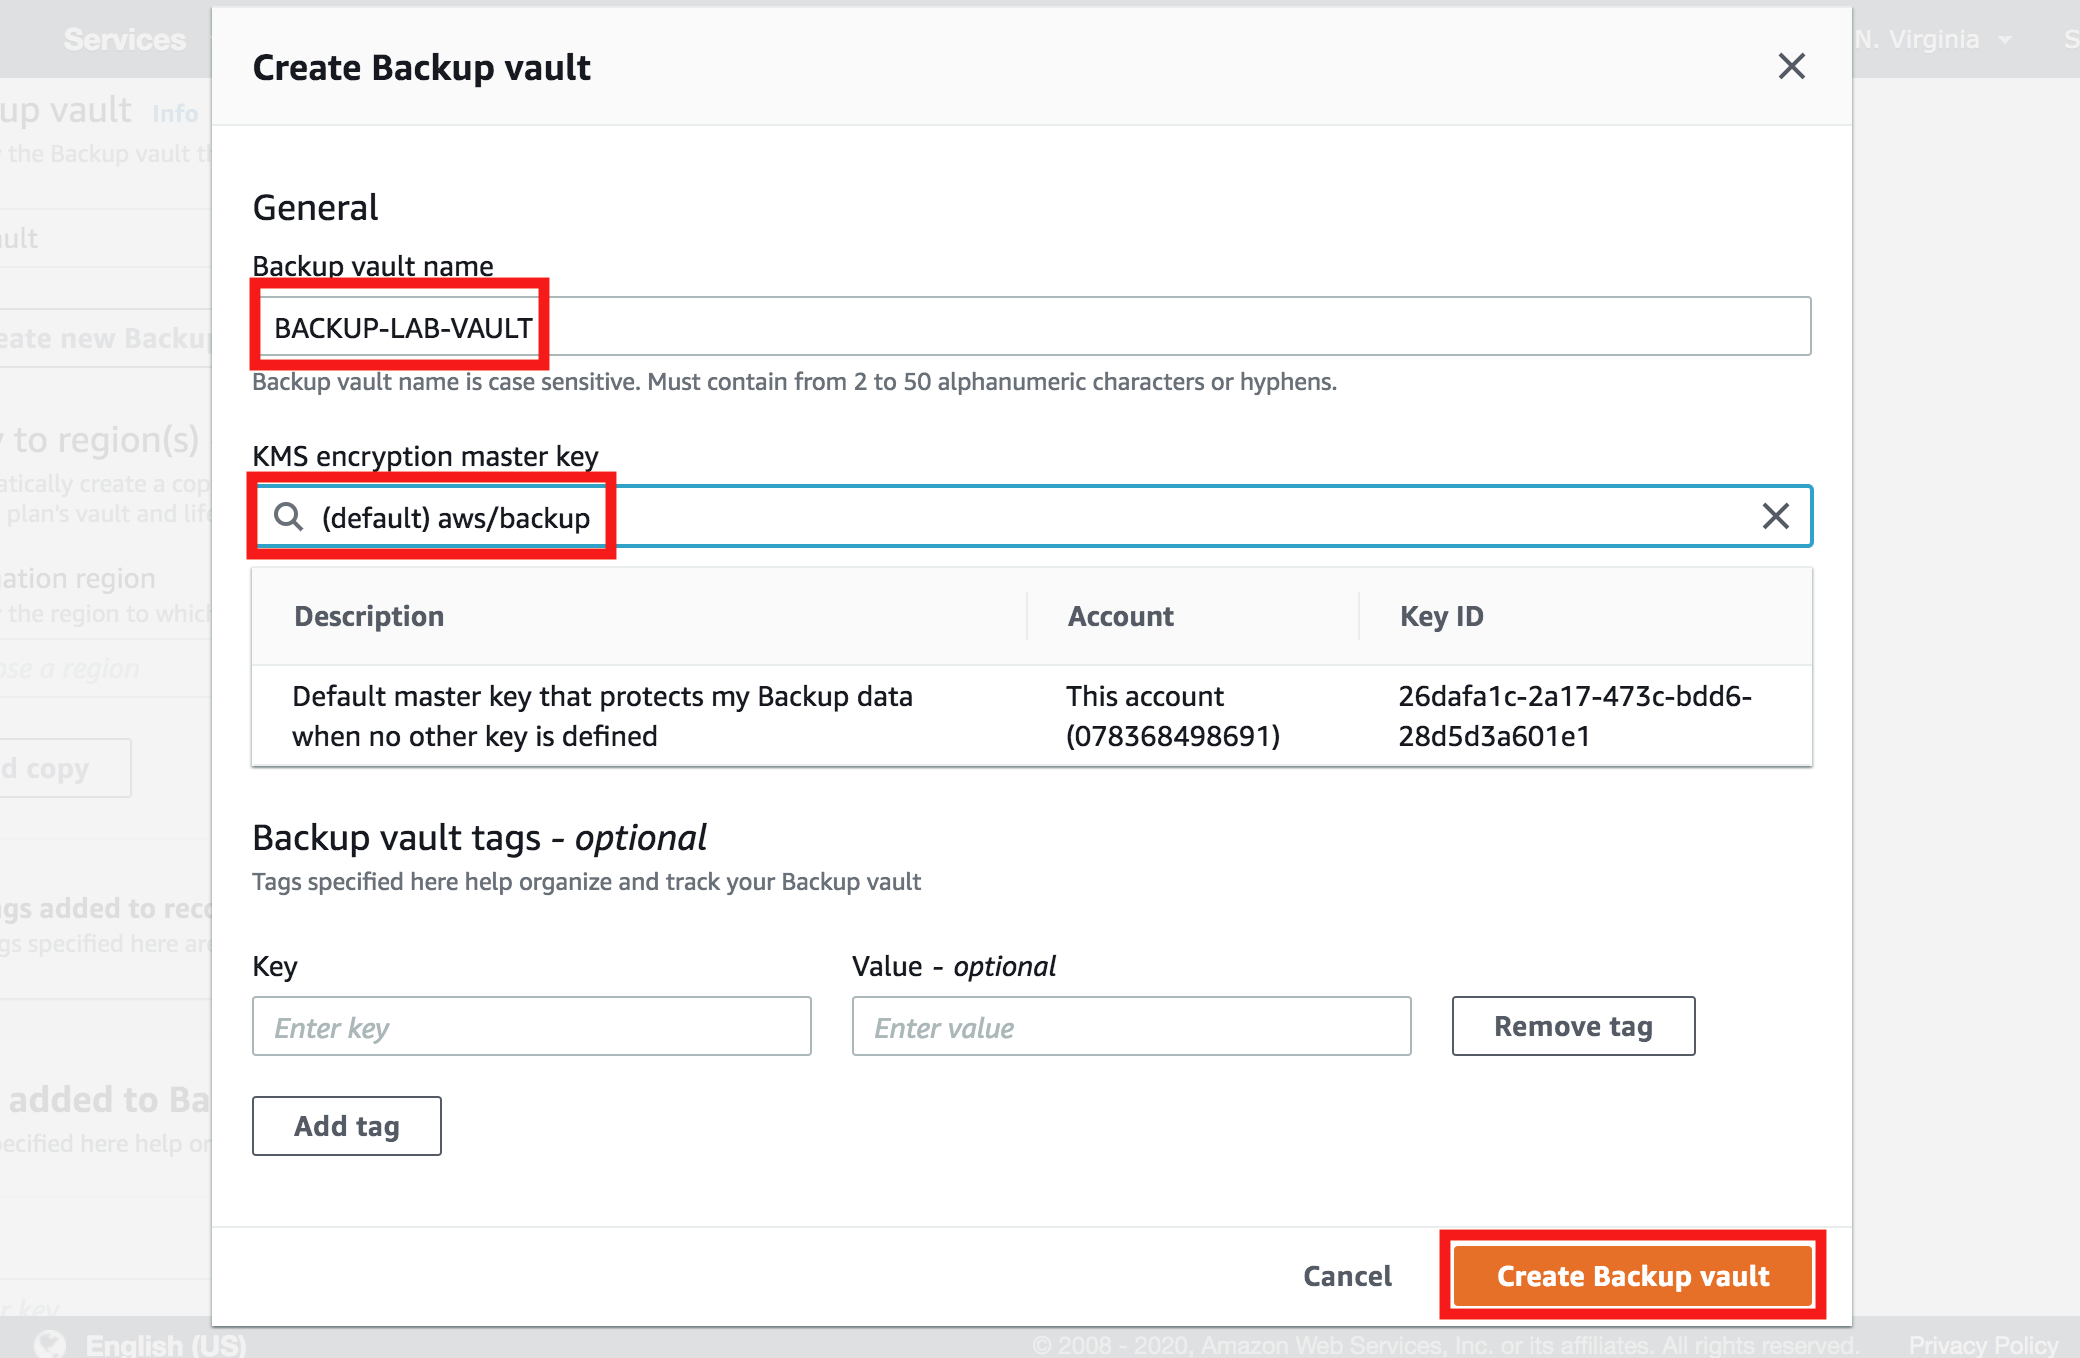 Services
N. Virginia
Create Backup vault
up vault Info
the Backup vault
General
Backup vault name
BACKUP-LAB-VAULT
Backup vault name is case sensitive. Must contain from 2 to 50 alphanumeric characters or hyphens.
KMS encryption master key
(default) aws/backup
Description Account Key ID
Default master key that protects my Backup data This account 26dafa1c-2a17-473c-bdd6-
when no other key is defined (078368498691) 28d5d3a601e1
Backup vault tags - optional
Tags specified here help organize and track your Backup vault
Key Value - optional
Enter key Enter value Remove tag
Add tag
Cancel Create Backup vault
ault
eate new Backup
to region(s)
atically create a cop
plan's vault and life
ation region
the region to which
ose a region
d copy
gs added to reco
gs specified here are
added to Ba
ecified here help or
r key
English (US)
© 2008 - 2020, Amazon Web Services, Inc. or its affiliates. All rights reserved. Privacy Policy